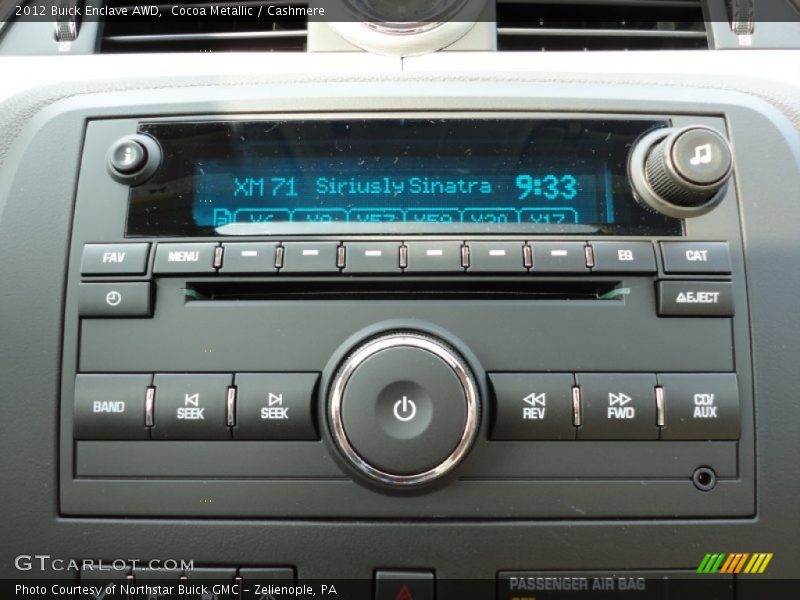 2012 Buick Enclave AWD,  Cocoa Metallic / Cashmere
XM 71 Siriusly Sinatra 9:33
FAV MENU EQ CAT
EJECT
BAND SEEK SEEK REV FWD CD/AUX
PASSENGER AIR BAG
GTCARLOT.COM
Photo Courtesy of Northstar Buick GMC - Zelienople, PA